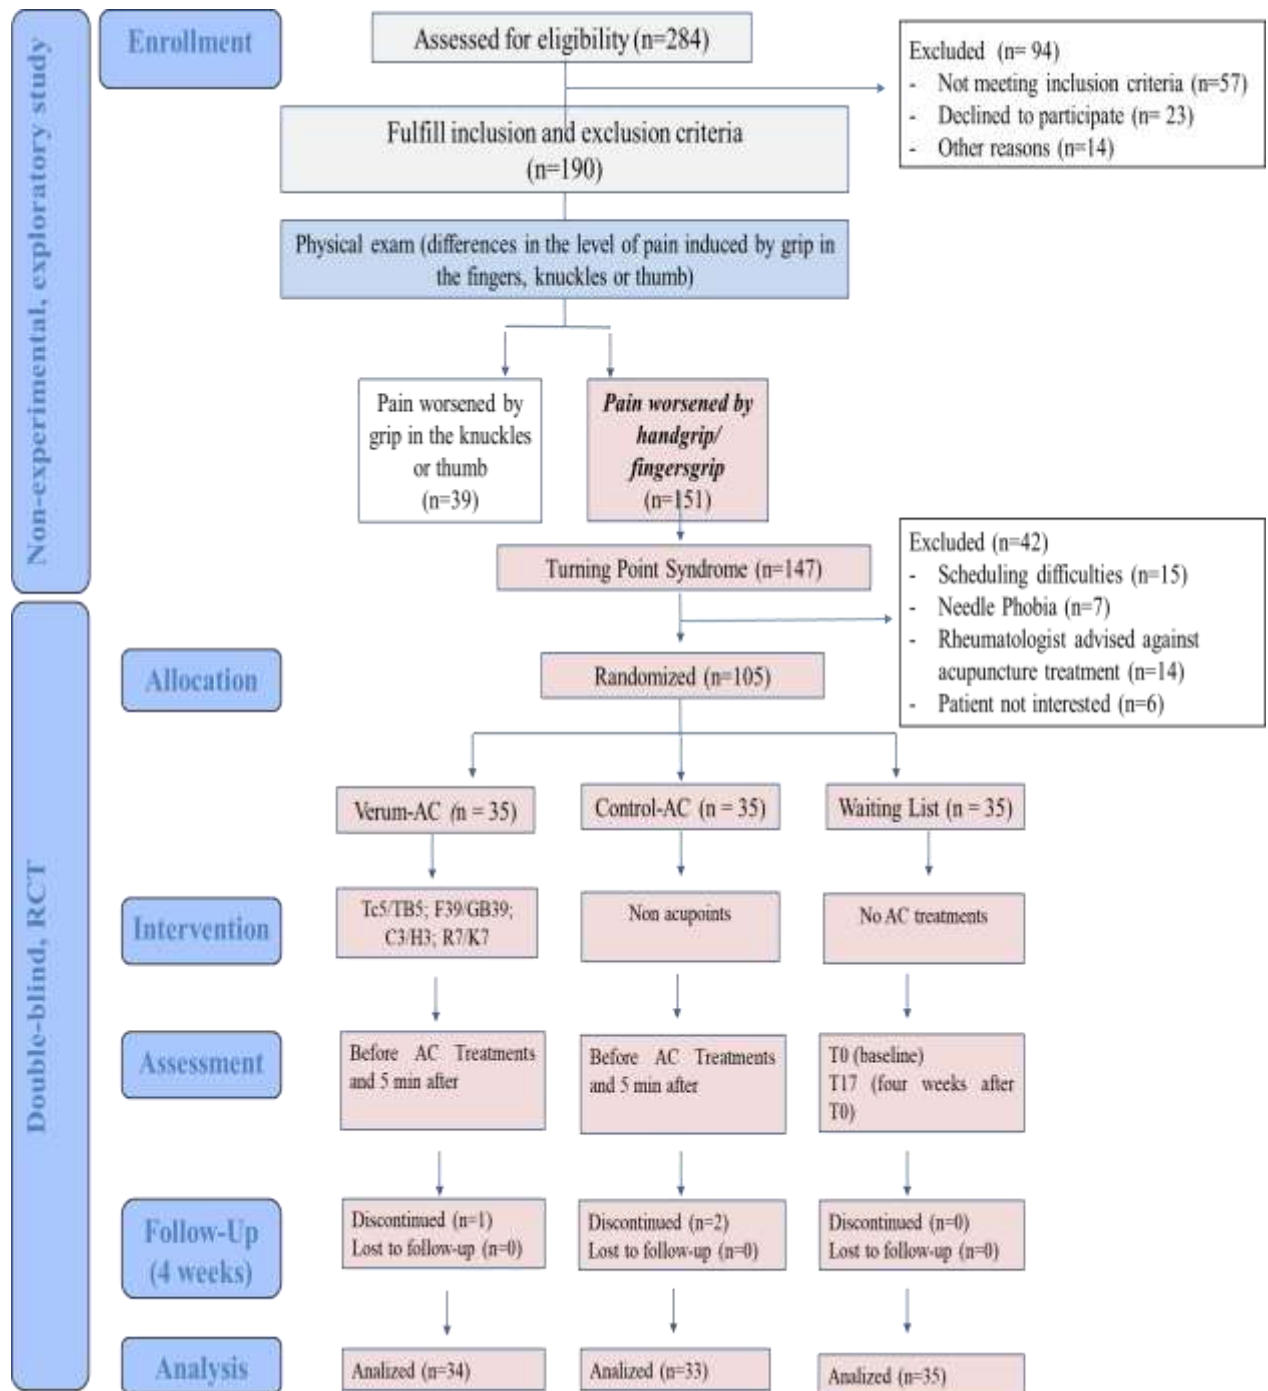 Non-experimental, exploratory study
Enrollment
Assessed for eligibility (n=284)
Excluded (n= 94)
- Not meeting inclusion criteria (n=57)
- Declined to participate (n= 23)
- Other reasons (n=14)
Fulfill inclusion and exclusion criteria
(n=190)
Physical exam (differences in the level of pain induced by grip in
the fingers, knuckles or thumb)
Pain worsened by
grip in the knuckles
or thumb
(n=39)
Pain worsened by
handgrip/
fingersgrip
(n=151)
Turning Point Syndrome (n=147)
Excluded (n=42)
- Scheduling difficulties (n=15)
- Needle Phobia (n=7)
- Rheumatologist advised against
acupuncture treatment (n=14)
- Patient not interested (n=6)
Double-blind, RCT
Allocation
Randomized (n=105)
Verum-AC (n = 35)
Control-AC (n = 35)
Waiting List (n = 35)
Intervention
Tc5/TB5; F39/GB39;
C3/H3; R7/K7
Non acupoints
No AC treatments
Assessment
Before AC Treatments
and 5 min after
Before AC Treatments
and 5 min after
T0 (baseline)
T17 (four weeks after
T0)
Follow-Up
(4 weeks)
Discontinued (n=1)
Lost to follow-up (n=0)
Discontinued (n=2)
Lost to follow-up (n=0)
Discontinued (n=0)
Lost to follow-up (n=0)
Analysis
Analized (n=34)
Analized (n=33)
Analized (n=35)